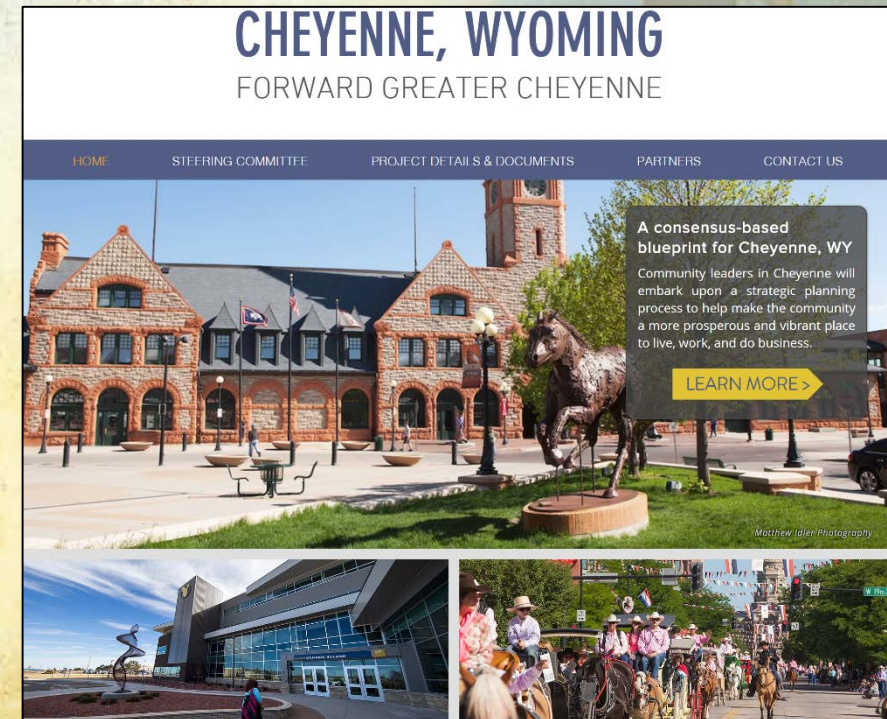 CHEYENNE, WYOMING
FORWARD GREATER CHEYENNE
HOME STEERING COMMITTEE PROJECT DETAILS & DOCUMENTS PARTNERS CONTACT US
A consensus-based
blueprint for Cheyenne, WY
Community leaders in Cheyenne will
embark upon a strategic planning
process to help make the community
a more prosperous and vibrant place
to live, work, and do business.
LEARN MORE >
Matthew Idler Photography